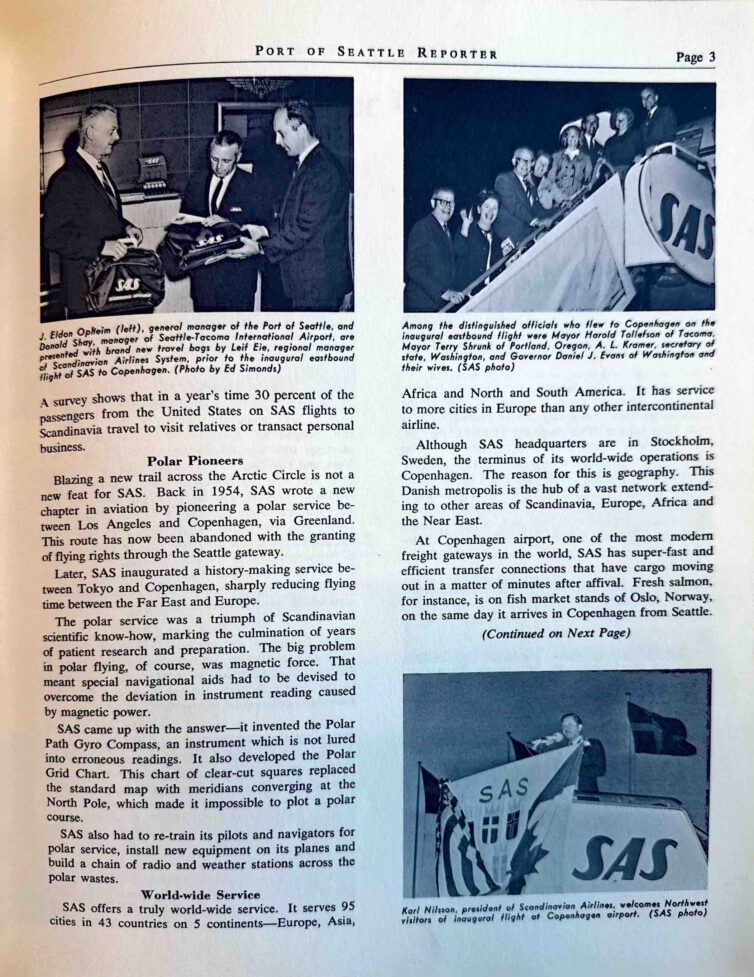 PORT OF SEATTLE REPORTER
Page 3
SAS
SAS
J. Eldon Opheim (left), general manager of the Port of Seattle, and
Donald Shay, manager of Seattle-Tacoma International Airport, are
presented with brand new travel bags by Leif Eie, regional manager
of Scandinavian Airlines System, prior to the inaugural eastbound
flight of SAS to Copenhagen. (Photo by Ed Simonds)
A survey shows that in a year's time 30 percent of the
passengers from the United States on SAS flights to
Scandinavia travel to visit relatives or transact personal
business.
Polar Pioneers
Blazing a new trail across the Arctic Circle is not a
new feat for SAS. Back in 1954, SAS wrote a new
chapter in aviation by pioneering a polar service be-
tween Los Angeles and Copenhagen, via Greenland.
This route has now been abandoned with the granting
of flying rights through the Seattle gateway.
Later, SAS inaugurated a history-making service be-
tween Tokyo and Copenhagen, sharply reducing flying
time between the Far East and Europe.
The polar service was a triumph of Scandinavian
scientific know-how, marking the culmination of years
of patient research and preparation. The big problem
in polar flying, of course, was magnetic force. That
meant special navigational aids had to be devised to
overcome the deviation in instrument reading caused
by magnetic power.
SAS came up with the answer—it invented the Polar
Path Gyro Compass, an instrument which is not lured
into erroneous readings. It also developed the Polar
Grid Chart. This chart of clear-cut squares replaced
the standard map with meridians converging at the
North Pole, which made it impossible to plot a polar
course.
SAS also had to re-train its pilots and navigators for
polar service, install new equipment on its planes and
build a chain of radio and weather stations across the
polar wastes.
World-wide Service
SAS offers a truly world-wide service. It serves 95
cities in 43 countries on 5 continents—Europe, Asia,
SAS
Among the distinguished officials who flew to Copenhagen on the
inaugural eastbound flight were Mayor Harold Tollefson of Tacoma,
Mayor Terry Shrunk of Portland, Oregon, A. L. Kramer, secretary of
state, Washington, and Governor Daniel J. Evans of Washington and
their wives. (SAS photo)
Africa and North and South America. It has service
to more cities in Europe than any other intercontinental
airline.
Although SAS headquarters are in Stockholm,
Sweden, the terminus of its world-wide operations is
Copenhagen. The reason for this is geography. This
Danish metropolis is the hub of a vast network extend-
ing to other areas of Scandinavia, Europe, Africa and
the Near East.
At Copenhagen airport, one of the most modern
freight gateways in the world, SAS has super-fast and
efficient transfer connections that have cargo moving
out in a matter of minutes after affival. Fresh salmon,
for instance, is on fish market stands of Oslo, Norway,
on the same day it arrives in Copenhagen from Seattle.
(Continued on Next Page)
SAS
SAS
Karl Nilsson, president of Scandinavian Airlines, welcomes Northwest
visitors of inaugural flight at Copenhagen airport. (SAS photo)